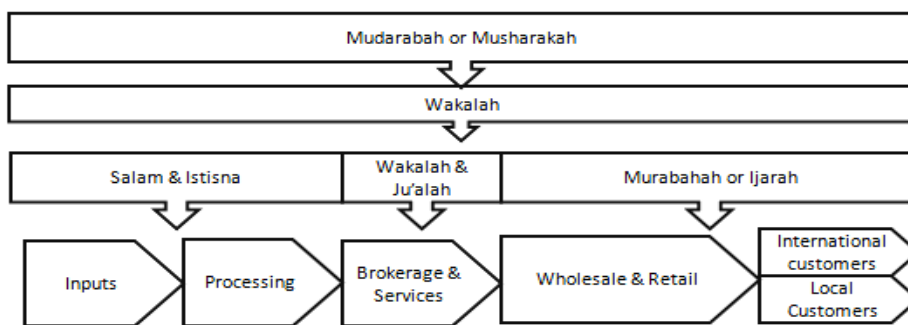 Mudarabah or Musharakah
Wakalah
Salam & Istisna
Wakalah &
Ju'alah
Murabahah or Ijarah
Inputs
Processing
Brokerage &
Services
Wholesale & Retail
International
customers
Local
Customers